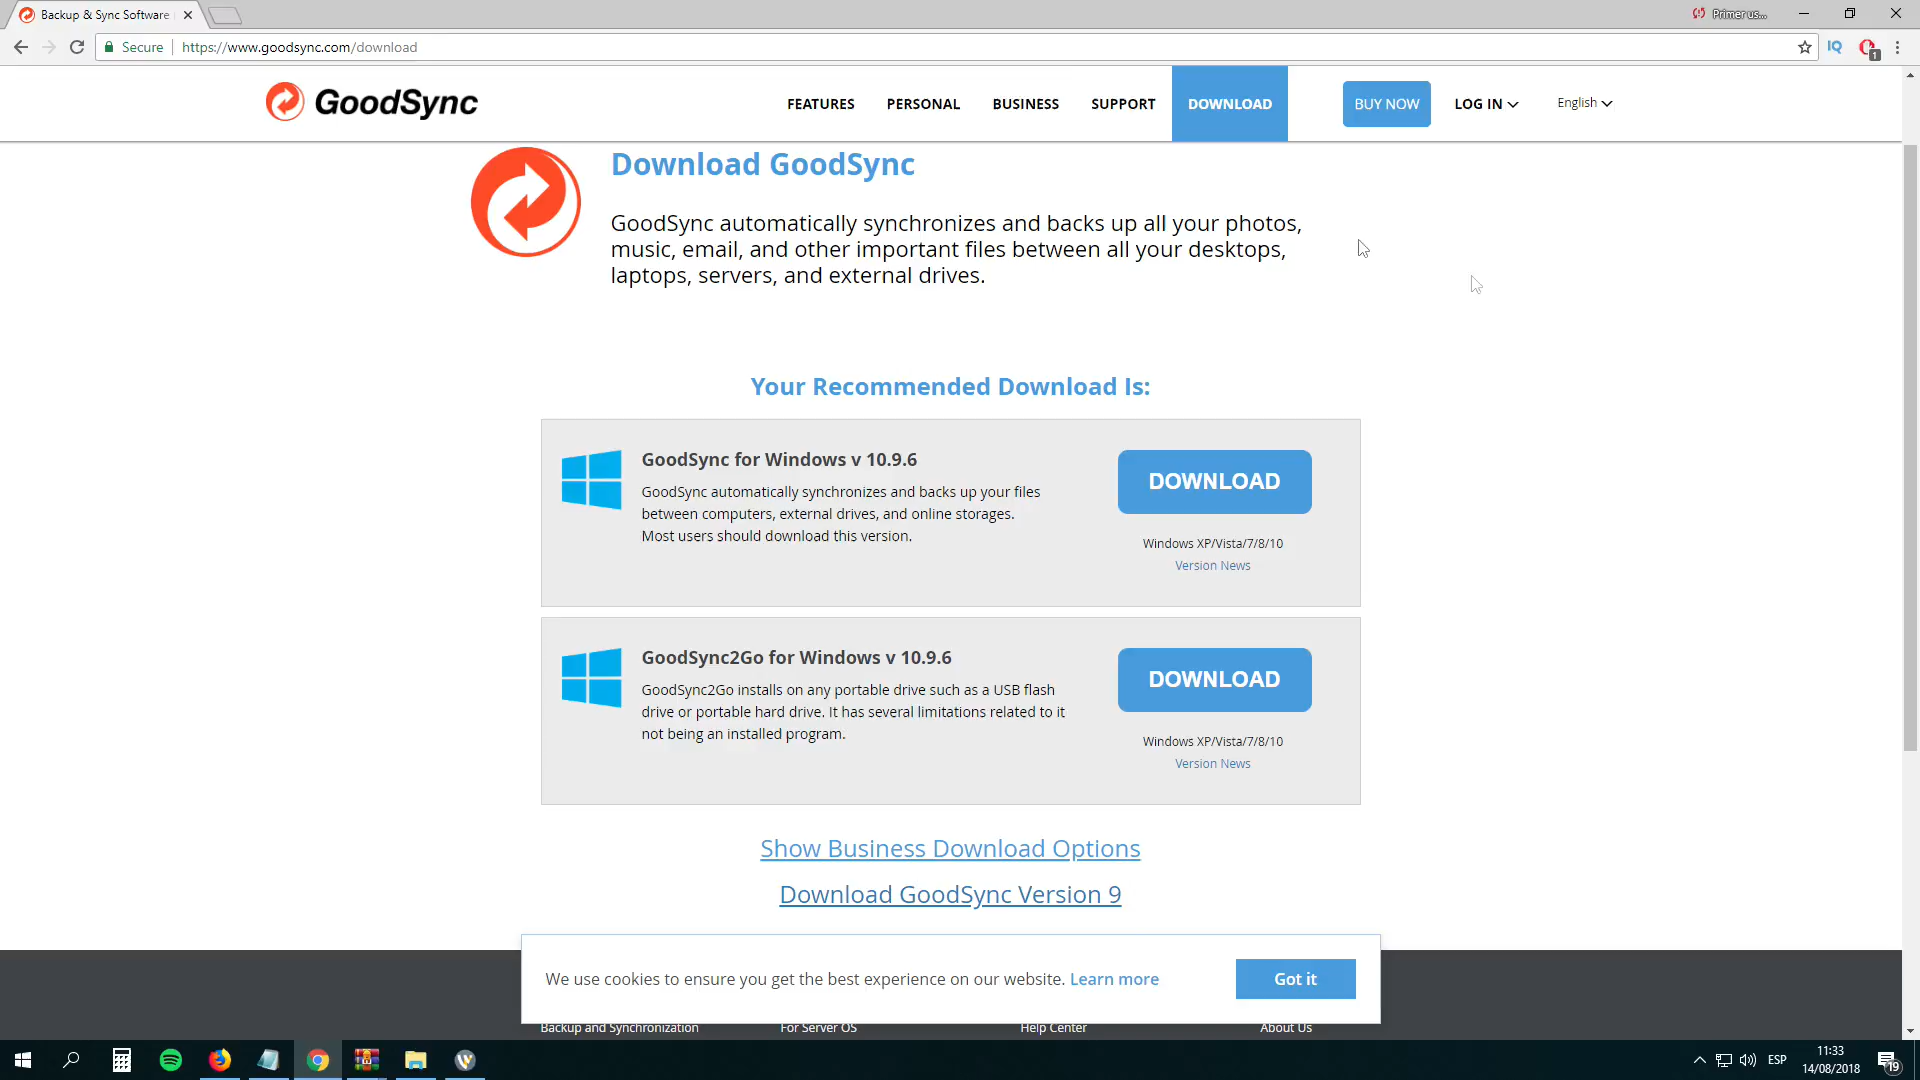 Backup & Sync Software
Primer us...
Secure
https://www.goodsync.com/download
IQ
1
GoodSync
FEATURES
PERSONAL
BUSINESS
SUPPORT
DOWNLOAD
BUY NOW
LOG IN
English
Download GoodSync
GoodSync automatically synchronizes and backs up all your photos,
music, email, and other important files between all your desktops,
laptops, servers, and external drives.
Your Recommended Download Is:
GoodSync for Windows v 10.9.6
GoodSync automatically synchronizes and backs up your files
between computers, external drives, and online storages.
Most users should download this version.
DOWNLOAD
Windows XP/Vista/7/8/10
Version News
GoodSync2Go for Windows v 10.9.6
GoodSync2Go installs on any portable drive such as a USB flash
drive or portable hard drive. It has several limitations related to it
not being an installed program.
DOWNLOAD
Windows XP/Vista/7/8/10
Version News
Show Business Download Options
Download GoodSync Version 9
We use cookies to ensure you get the best experience on our website. Learn more
Got it
Backup and Synchronization
For Server OS
Help Center
About Us
ESP
11:33
14/08/2018
19